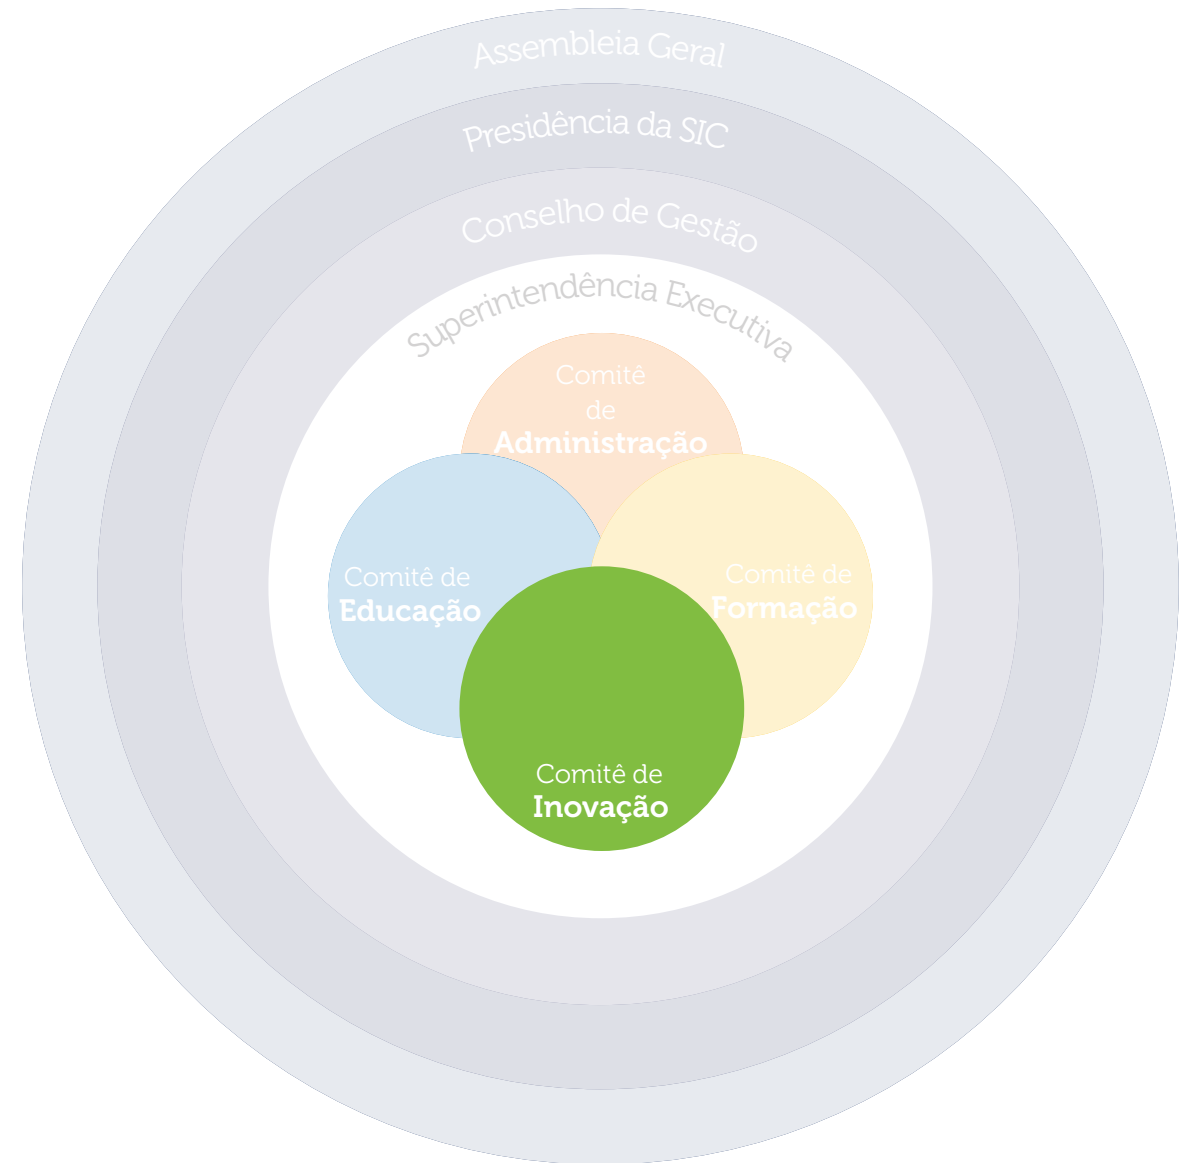 Assembleia Geral
Presidência da SIC
Conselho de Gestão
Superintendência Executiva
Comitê
de
Administração
Comitê de
Educação
Comitê de
Formação
Comitê de
Inovação